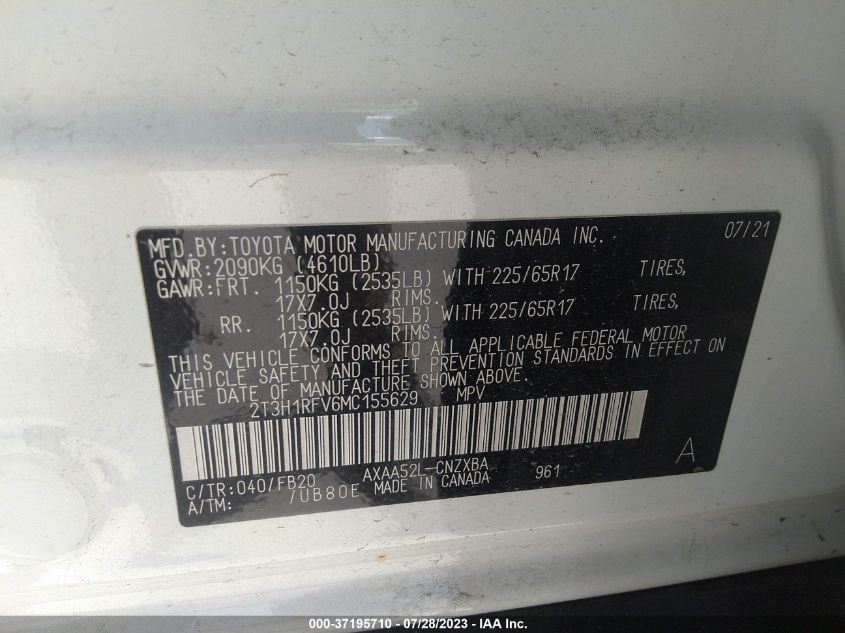 07/21
MFD.BY:TOYOTA MOTOR MANUFACTURING CANADA INC.
GVWR:2090KG (4610LB)
GAWR:FRT. 1150KG (2535LB) WITH 225/65R17 TIRES,
17X7.0J RIMS.
RR. 1150KG (2535LB) WITH 225/65R17 TIRES,
17X7.0J RIMS.
THIS VEHICLE CONFORMS TO ALL APPLICABLE FEDERAL MOTOR
VEHICLE SAFETY AND THEFT PREVENTION STANDARDS IN EFFECT ON
THE DATE OF MANUFACTURE SHOWN ABOVE.
2T3H1RFV6MC155629 MPV
A
C/TR:040/FB20 AXAA52L-CNZXBA 961
A/TM: /UB80E MADE IN CANADA
000-37195710 - 07/28/2023 - IAA Inc.